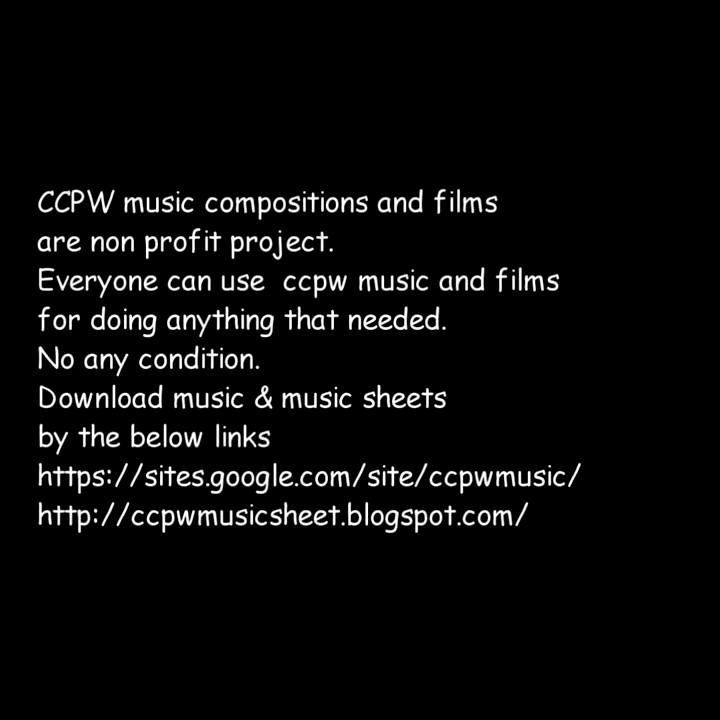 CCPW music compositions and films
are non profit project.
Everyone can use  ccpw music and films
for doing anything that needed.
No any condition.
Download music & music sheets
by the below links
https://sites.google.com/site/ccpwmusic/
http://ccpwmusicsheet.blogspot.com/